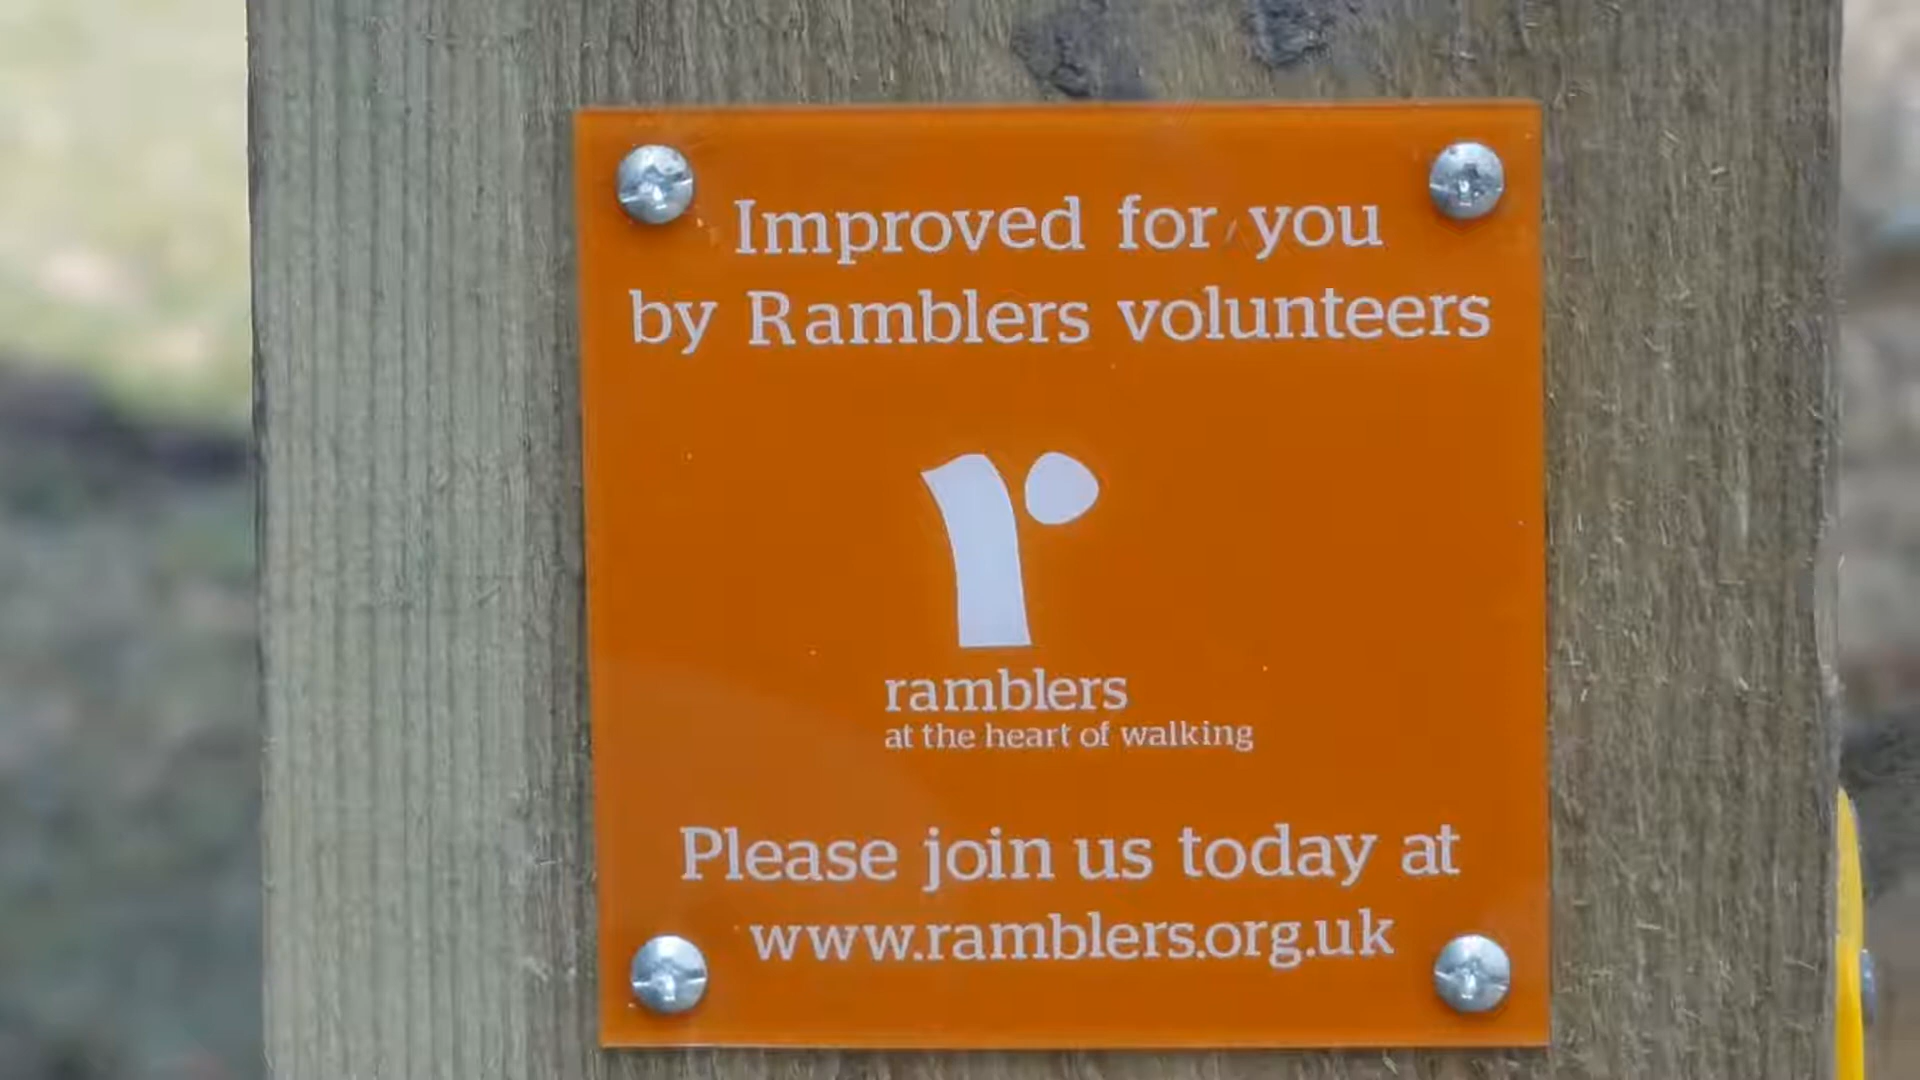 Improved for you
by Ramblers volunteers
r
ramblers
at the heart of walking
Please join us today at
www.ramblers.org.uk